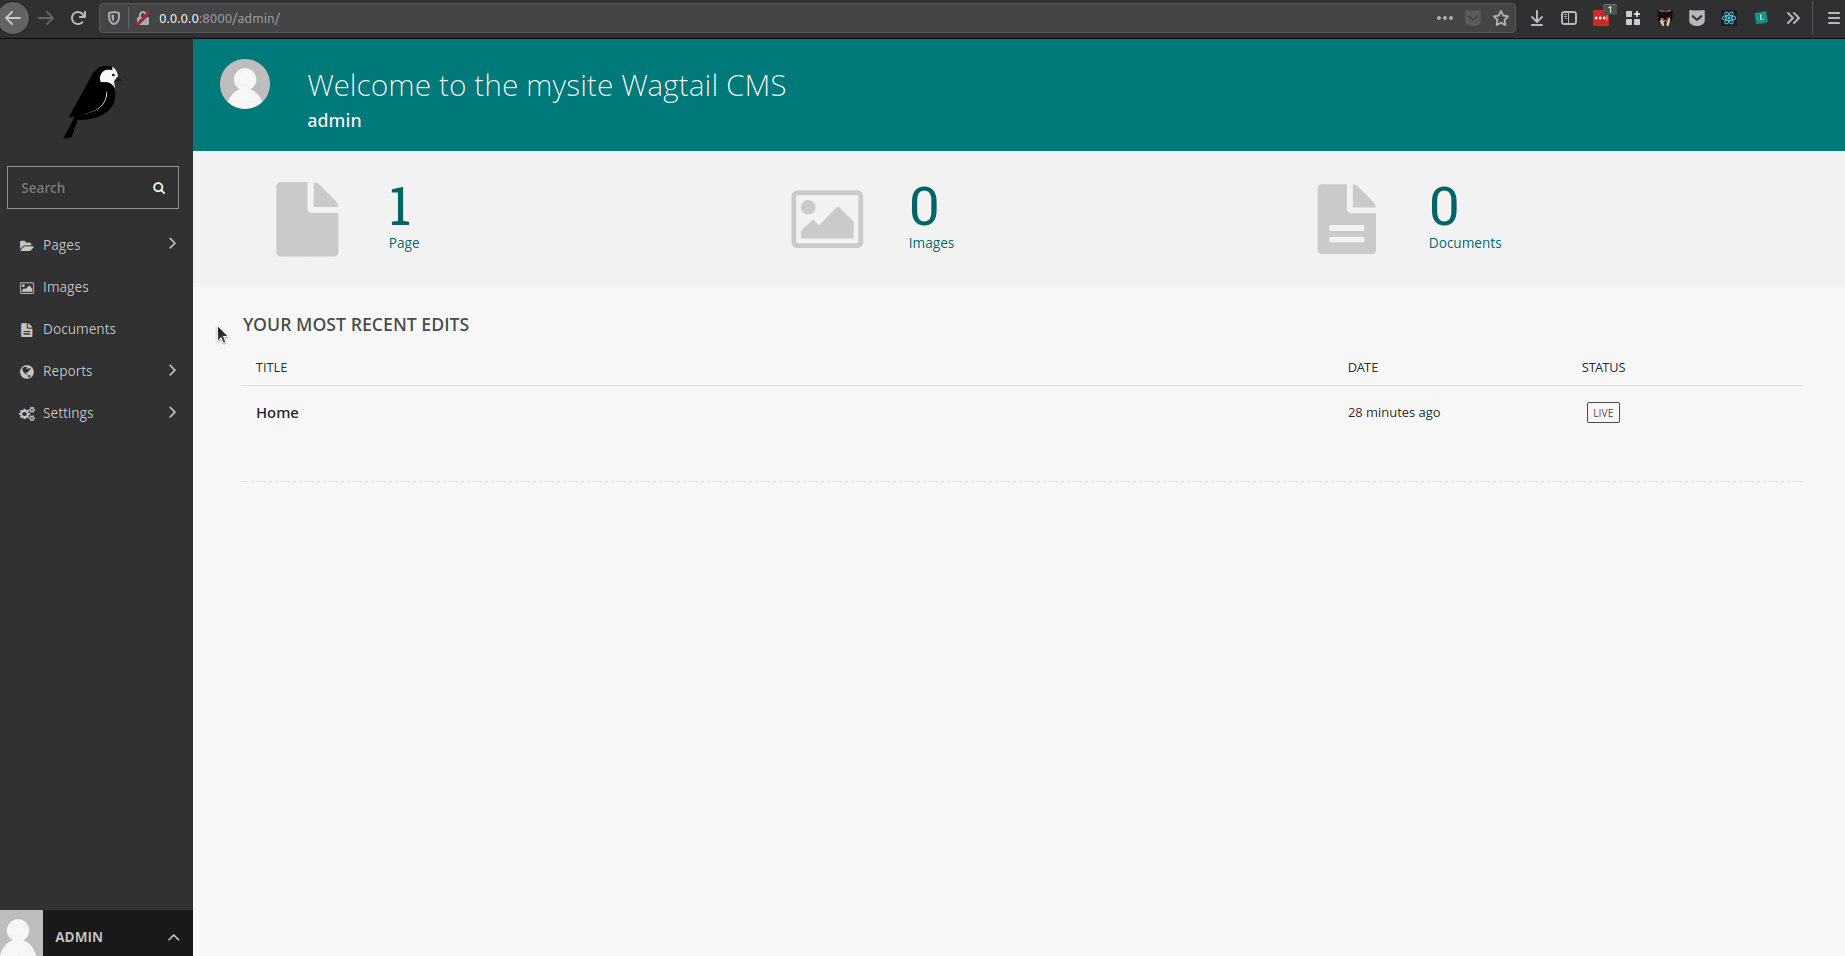 0.0.0.0:8000/admin/
1
Search
Pages
Images
Documents
Reports
Settings
ADMIN
Welcome to the mysite Wagtail CMS
admin
1
Page
0
Images
0
Documents
YOUR MOST RECENT EDITS
TITLE DATE STATUS
Home 28 minutes ago LIVE